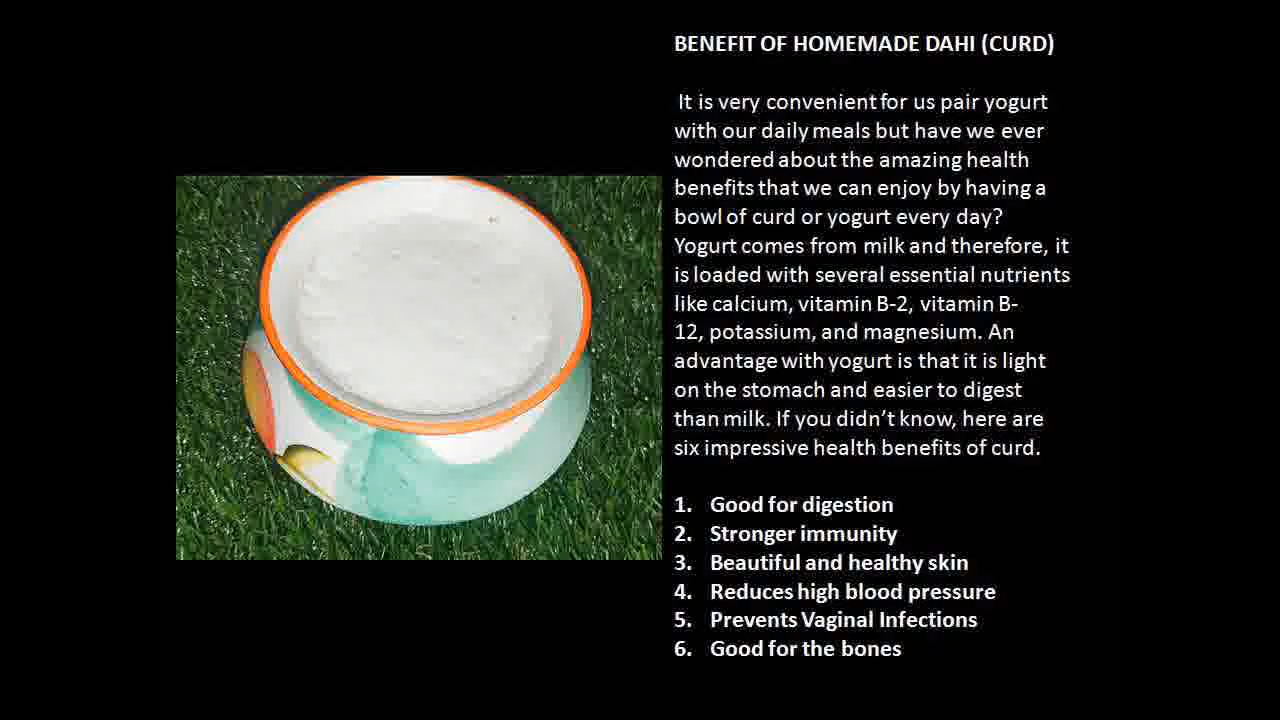 BENEFIT OF HOMEMADE DAHI (CURD)
It is very convenient for us pair yogurt
with our daily meals but have we ever
wondered about the amazing health
benefits that we can enjoy by having a
bowl of curd or yogurt every day?
Yogurt comes from milk and therefore, it
is loaded with several essential nutrients
like calcium, vitamin B-2, vitamin B-
12, potassium, and magnesium. An
advantage with yogurt is that it is light
on the stomach and easier to digest
than milk. If you didn’t know, here are
six impressive health benefits of curd.
1. Good for digestion
2. Stronger immunity
3. Beautiful and healthy skin
4. Reduces high blood pressure
5. Prevents Vaginal Infections
6. Good for the bones